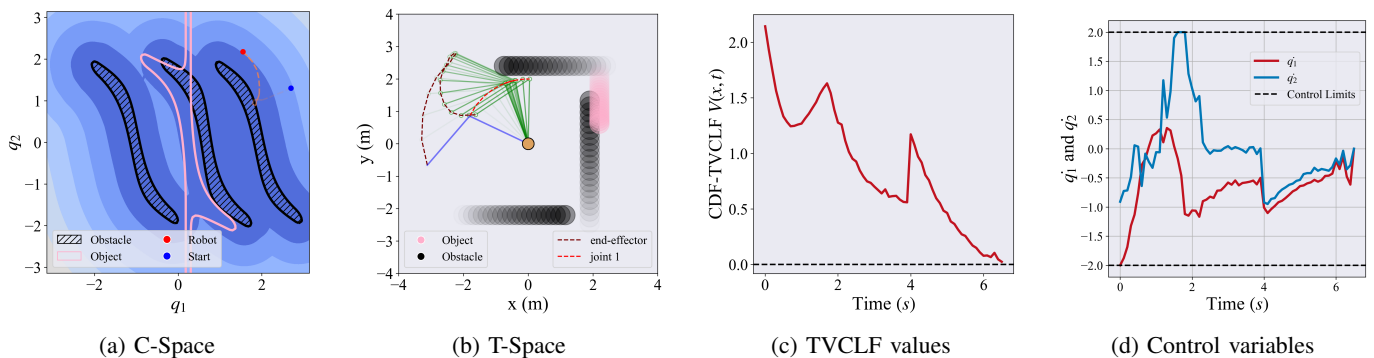 3
2
1
0
−1
−2
−3
q₂
−2
0
2
q₁
Obstacle
Object
Robot
Start
(a) C-Space
4
3
2
1
0
−1
−2
−3
−4
y (m)
−4
−2
0
2
4
x (m)
Object
Obstacle
end-effector
joint 1
(b) T-Space
2.0
1.5
1.0
0.5
0.0
CDF-TVCLF V(x, t)
0
2
4
6
Time (s)
(c) TVCLF values
2.0
1.5
1.0
0.5
0.0
−0.5
−1.0
−1.5
−2.0
q̇₁ and q̇₂
0
2
4
6
Time (s)
q̇₁
q̇₂
Control Limits
(d) Control variables